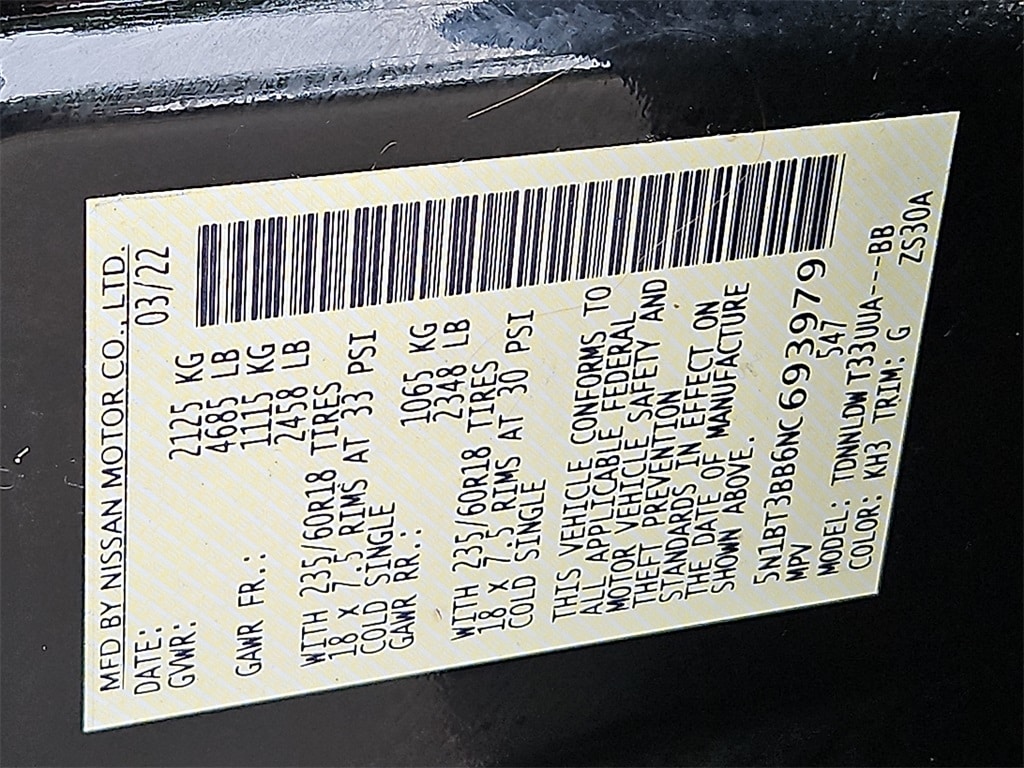 MFD BY NISSAN MOTOR CO., LTD.
DATE: 03/22
GVWR: 2125 KG
4685 LB
GAWR FR.: 1115 KG
2458 LB
WITH 235/60R18 TIRES
18 X 7.5 RIMS AT 33 PSI
COLD SINGLE
GAWR RR.: 1065 KG
2348 LB
WITH 235/60R18 TIRES
18 X 7.5 RIMS AT 30 PSI
COLD SINGLE
THIS VEHICLE CONFORMS TO
ALL APPLICABLE FEDERAL
MOTOR VEHICLE SAFETY AND
THEFT PREVENTION
STANDARDS IN EFFECT ON
THE DATE OF MANUFACTURE
SHOWN ABOVE.
5N1BT3BB6NC693979
MPV 547
MODEL: TDNNLDWT33UUA---BB
COLOR: KH3 TRIM: G ZS30A